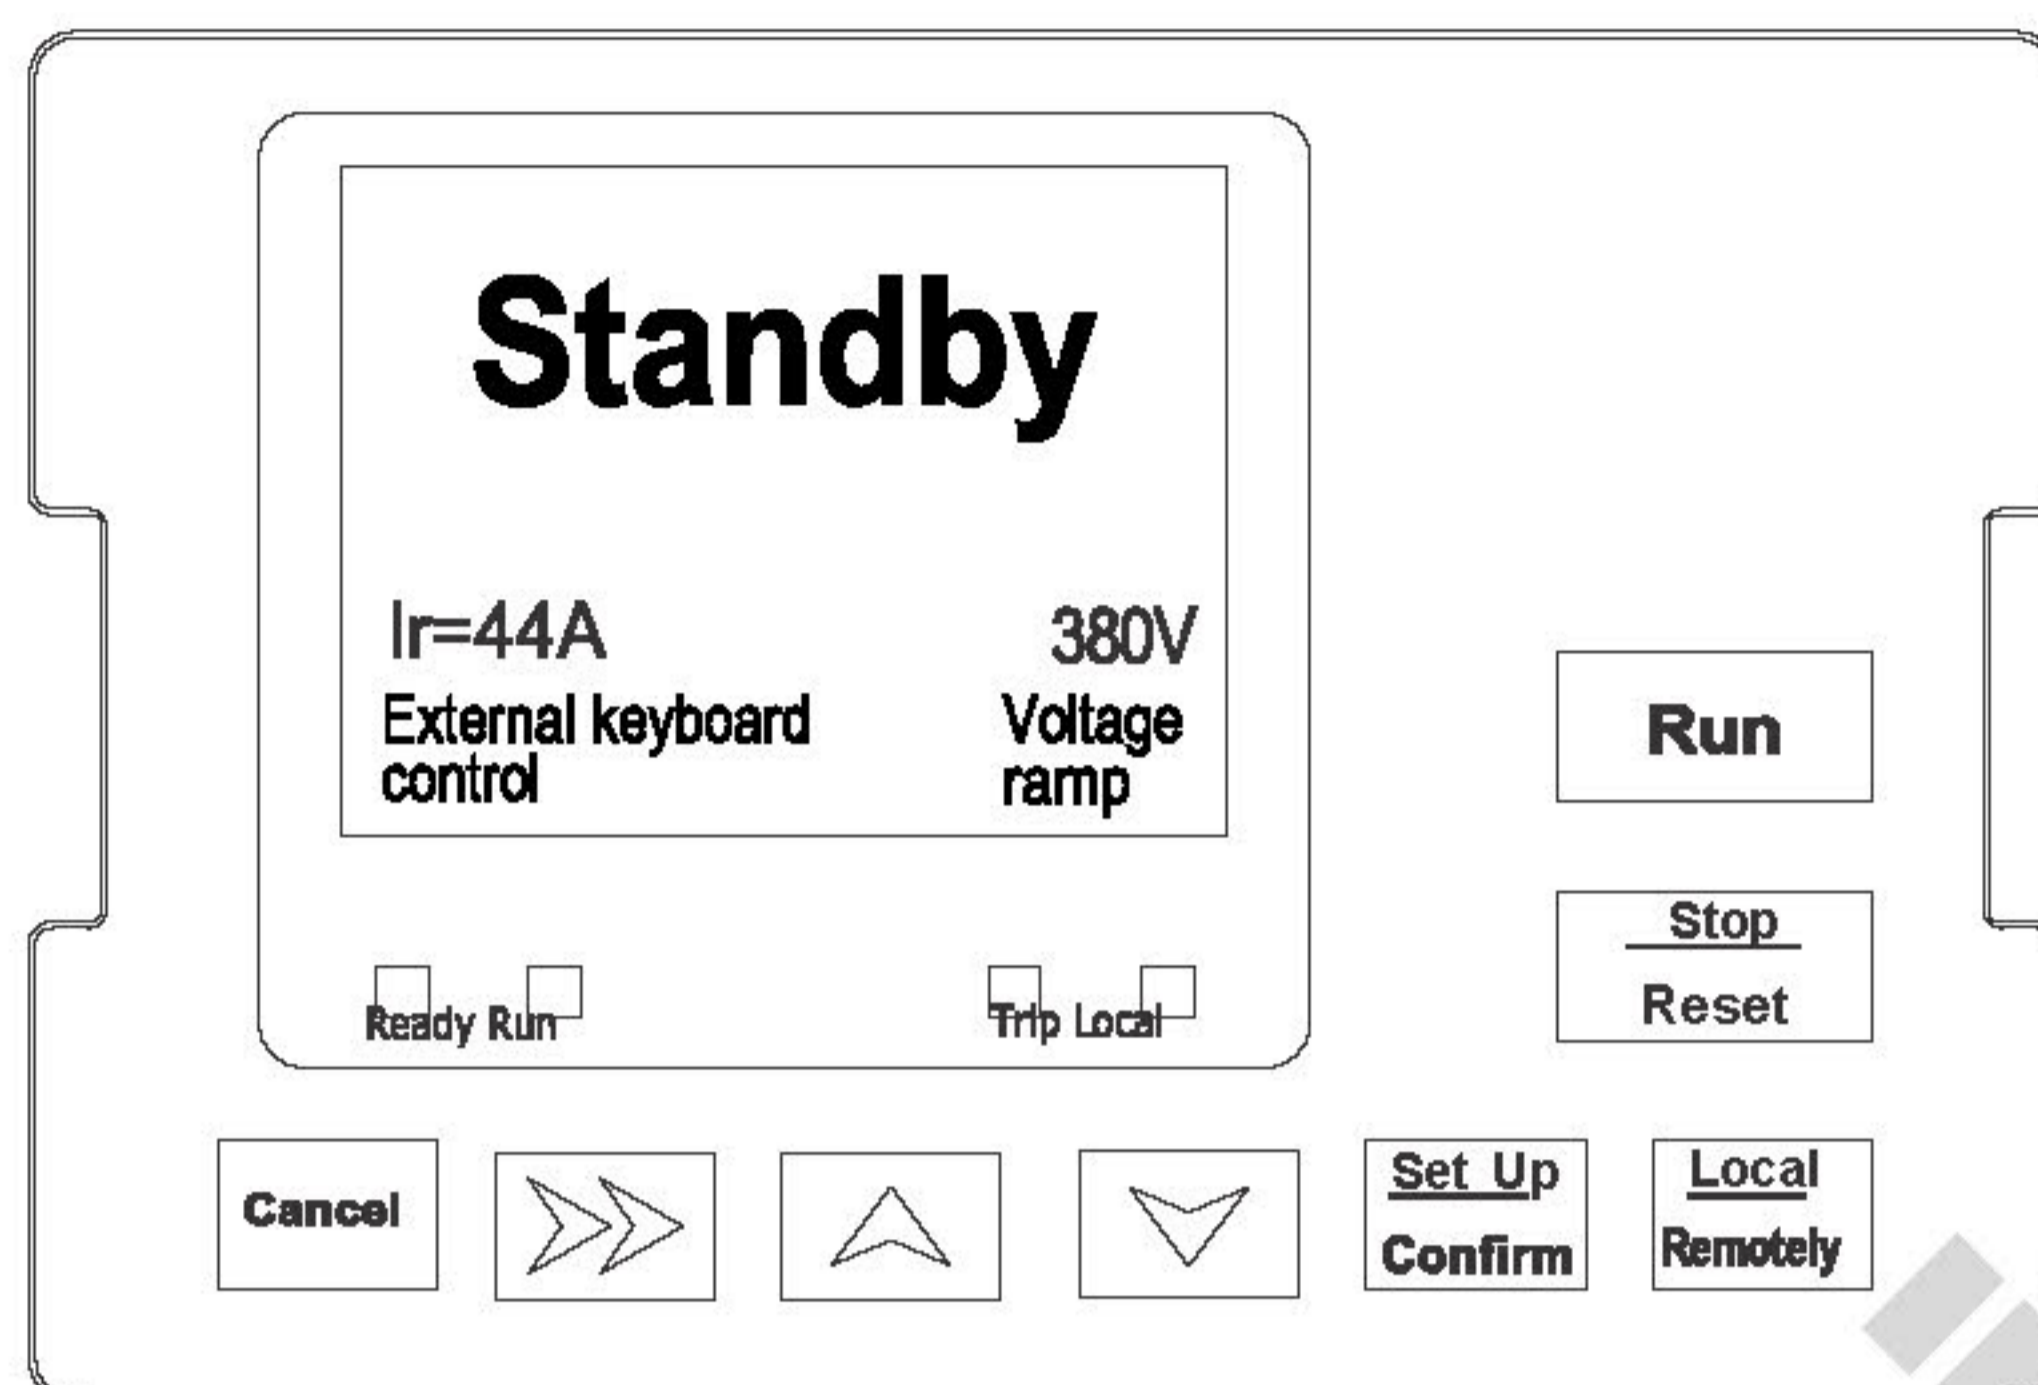 Standby
Ir=44A 380V
External keyboard Voltage
control ramp
Run
Stop
Reset
Ready Run Trip Local
Cancel
Set Up
Confirm
Local
Remotely